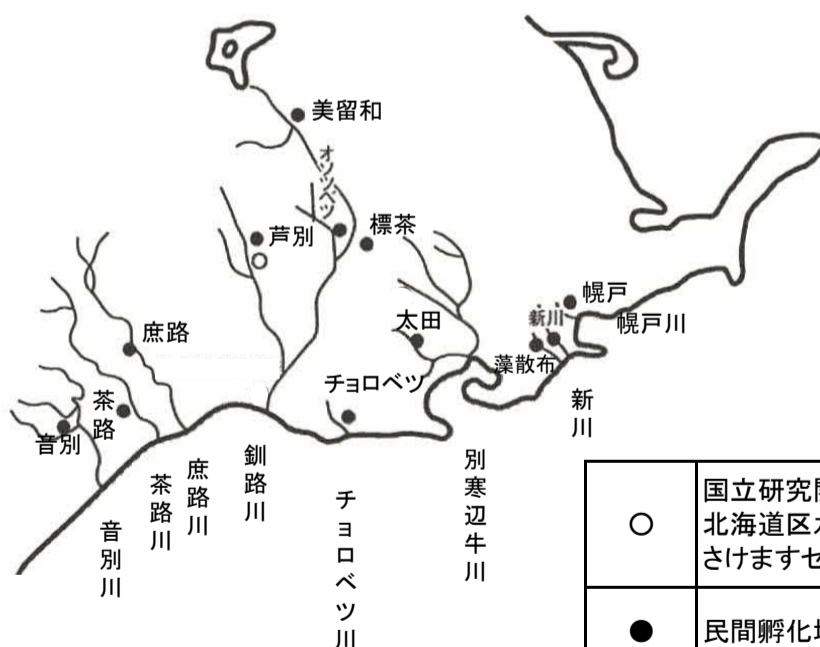 美留和
オソツベツ
芦別
標茶
庶路
太田
幌戸
新川
幌戸川
藻散布
チョロベツ
茶路
音別
新川
釧路川
別寒辺牛川
庶路川
茶路川
チョロベツ川
音別川
国立研究開
北海道区水
さけますセ
民間孵化場